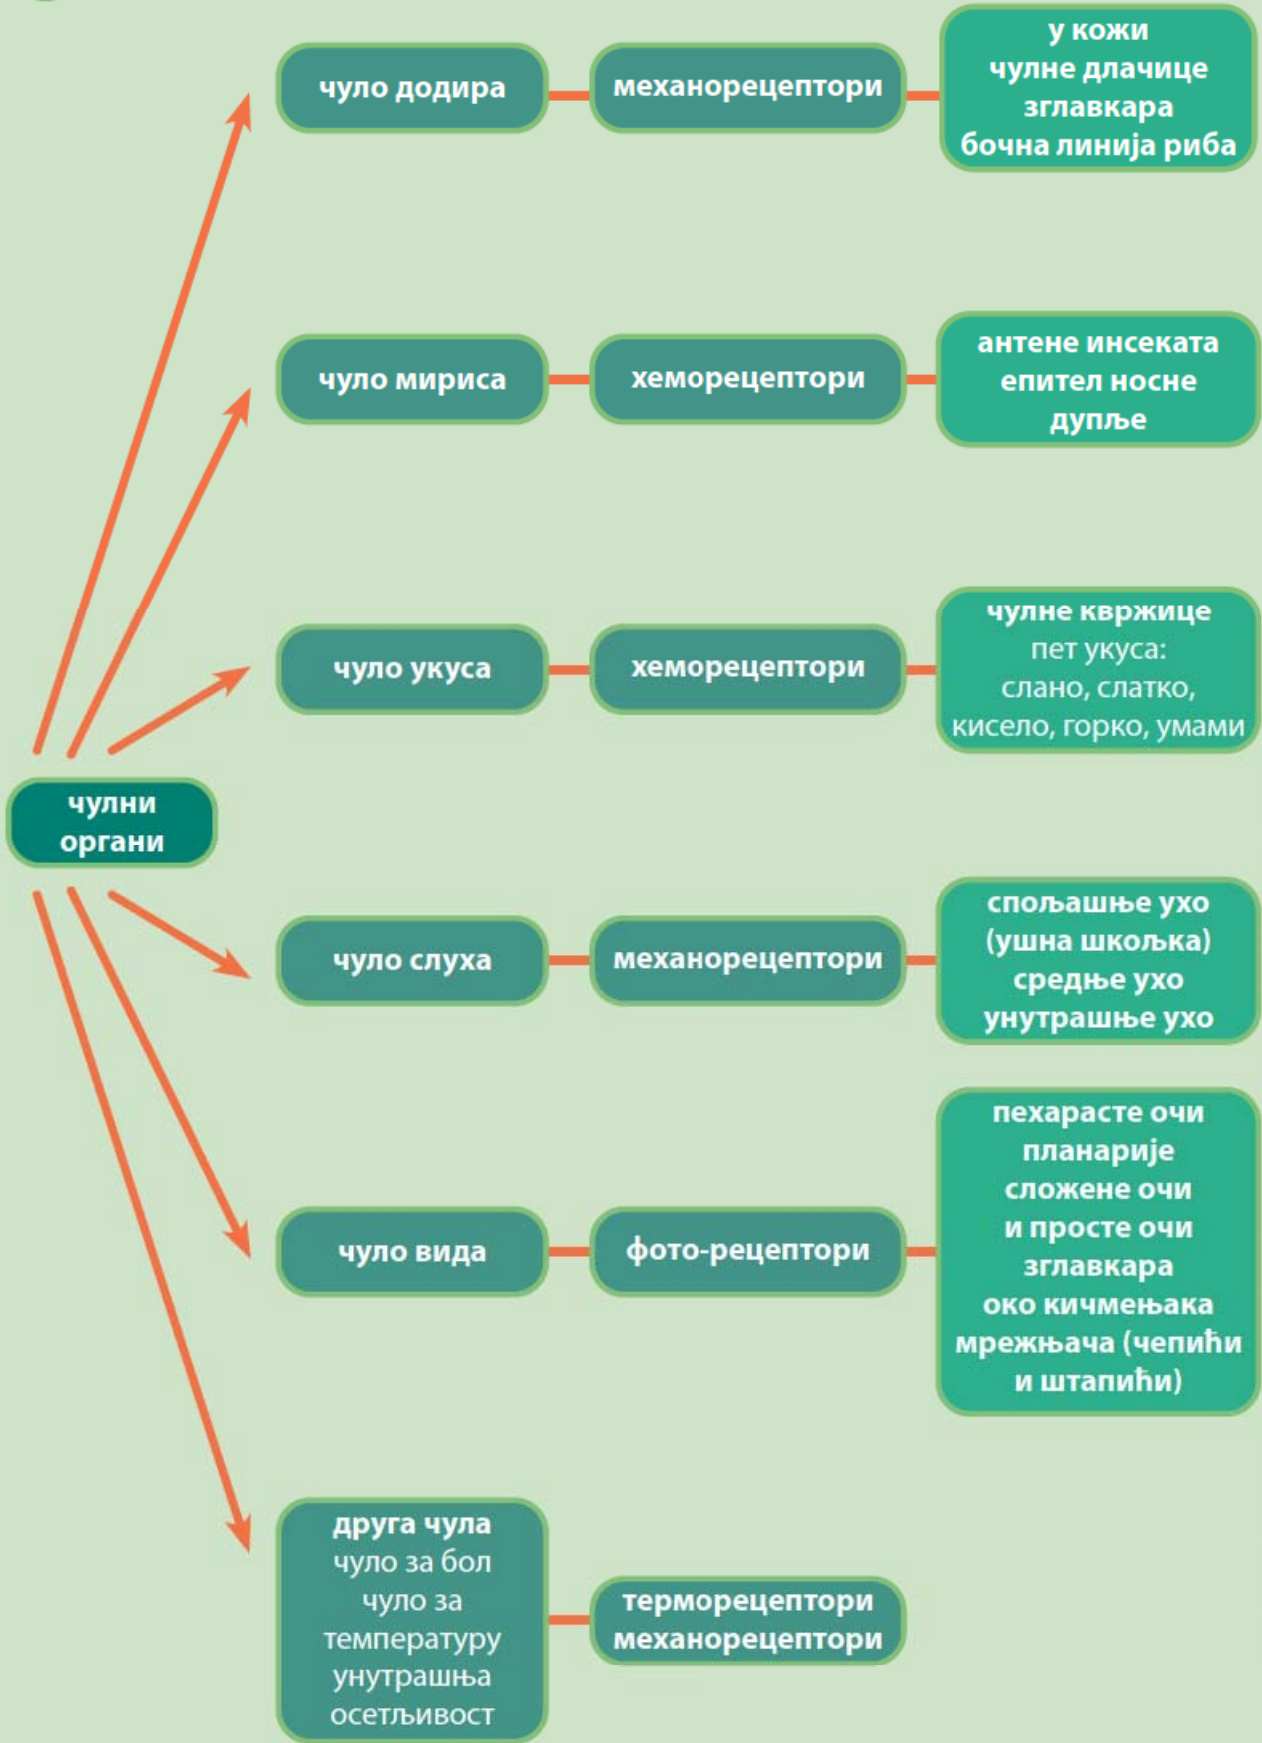 чуло додира
механорецептори
у кожи
чулне длачице
зглавкара
бочна линија риба
чуло мириса
хеморецептори
антене инсеката
епител носне
дупље
чуло укуса
хеморецептори
чулне квржице
пет укуса:
слано, слатко,
кисело, горко, умами
чулни
органи
чуло слуха
механорецептори
спољашње ухо
(ушна шкољка)
средње ухо
унутрашње ухо
чуло вида
фото-рецептори
пехарасте очи
планарије
сложене очи
и просте очи
зглавкара
око кичмењака
мрежњача (чепићи
и штапићи)
друга чула
чуло за бол
чуло за
температуру
унутрашња
осетљивост
терморецептори
механорецептори